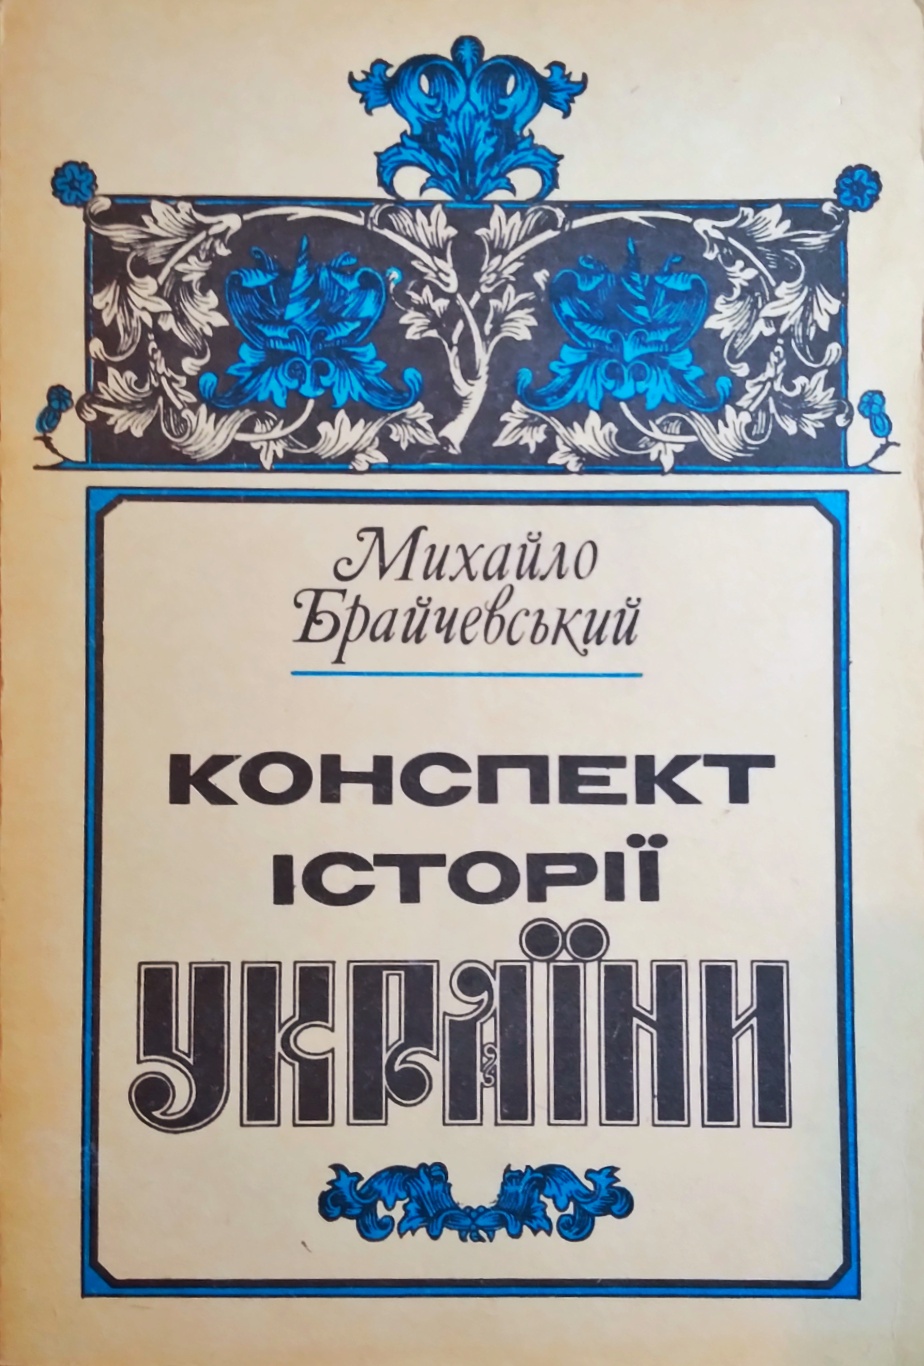 Михайло
Брайчевський
КОНСПЕКТ
ІСТОРІЇ
УКРАЇНИ